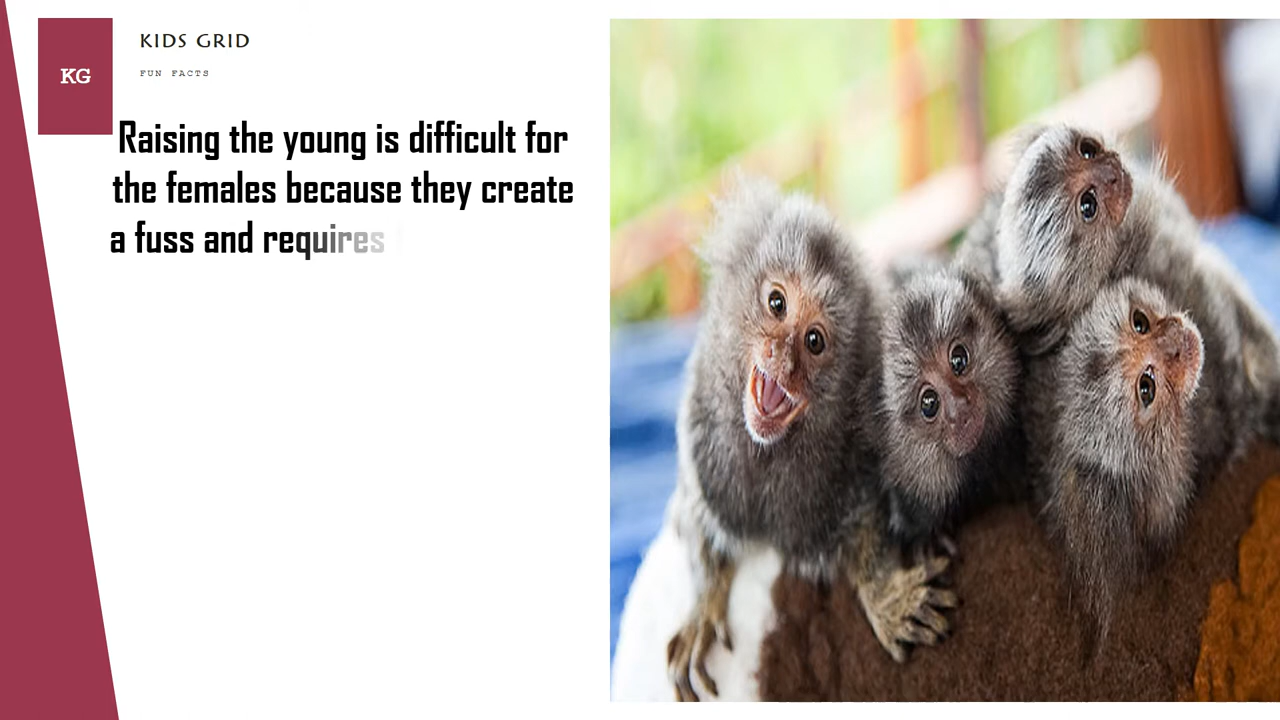 KG
KIDS GRID
FUN FACTS
Raising the young is difficult for
the females because they create
a fuss and requires